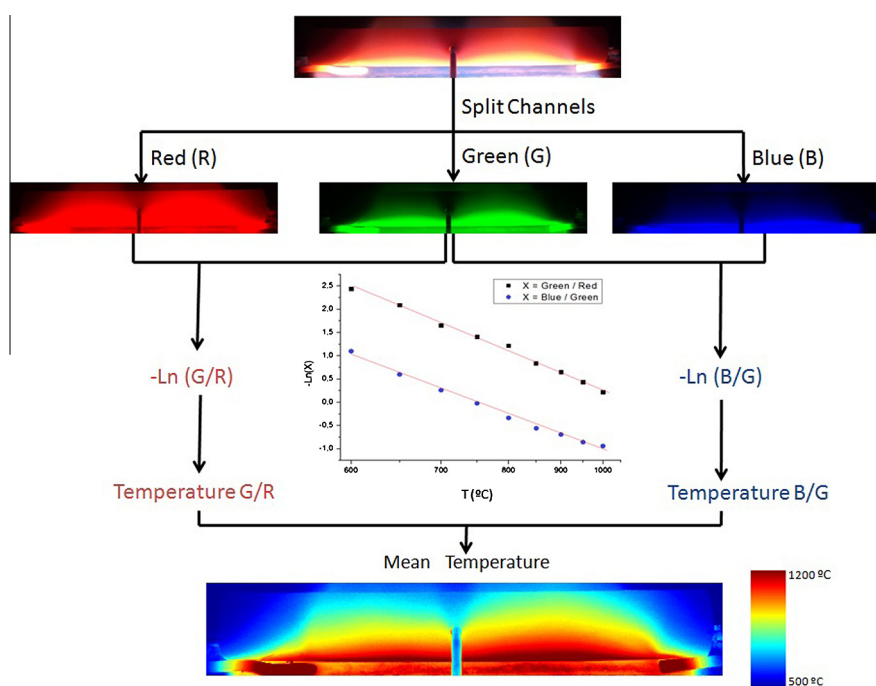 Split Channels
Red (R)
Green (G)
Blue (B)
X = Green / Red
X = Blue / Green
2,5
2,0
1,5
1,0
0,5
0,0
-0,5
-1,0
-Ln(X)
600
700
800
900
1000
T (ºC)
-Ln (G/R)
-Ln (B/G)
Temperature G/R
Temperature B/G
Mean Temperature
1200 ºC
500 ºC